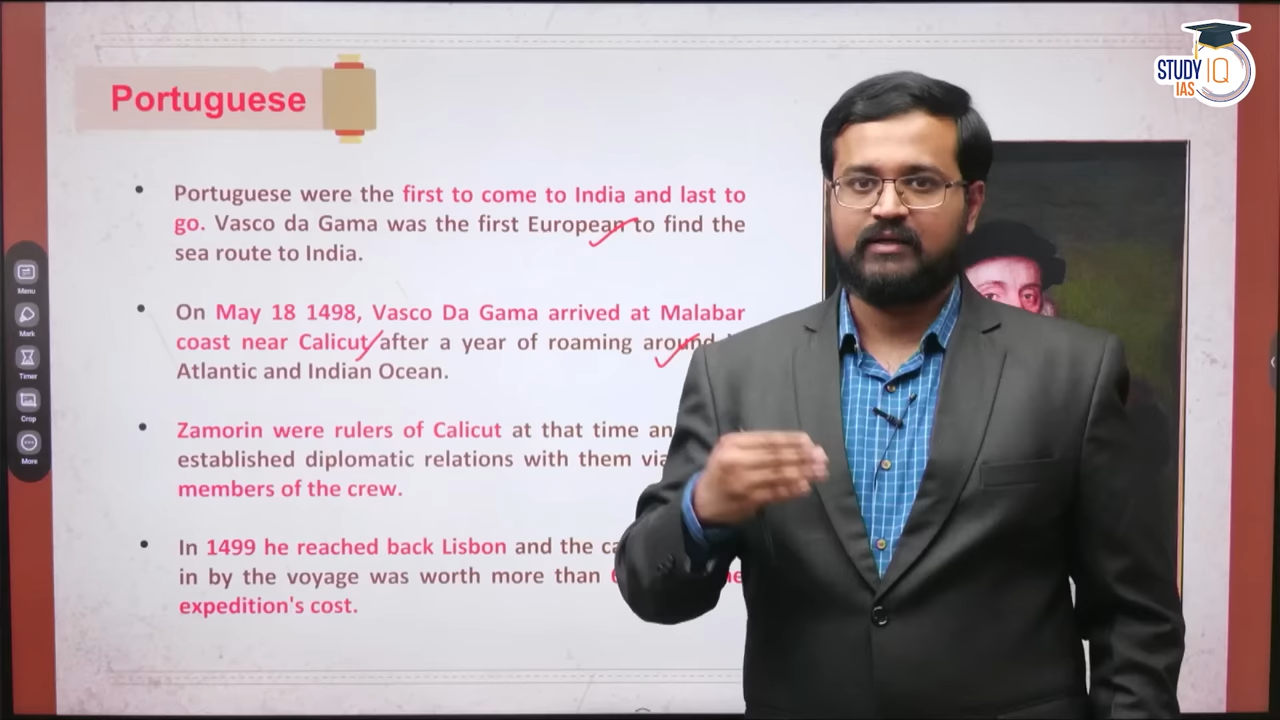 STUDY IQ
IAS
Portuguese
Portuguese were the first to come to India and last to
go. Vasco da Gama was the first European to find the
sea route to India.
On May 18 1498, Vasco Da Gama arrived at Malabar
coast near Calicut after a year of roaming around
Atlantic and Indian Ocean.
Zamorin were rulers of Calicut at that time
established diplomatic relations with them via
members of the crew.
In 1499 he reached back Lisbon and the
in by the voyage was worth more than
expedition's cost.
Menu
Mark
Timer
Crop
More